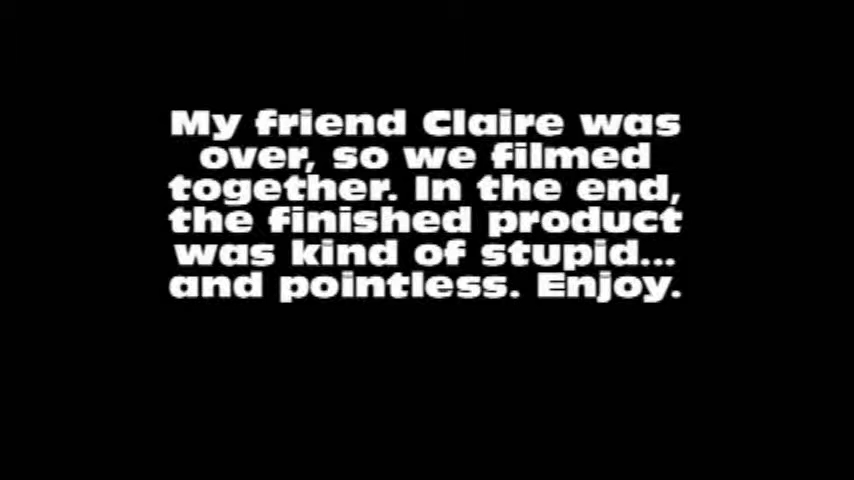 My friend Claire was
over, so we filmed
together. In the end,
the finished product
was kind of stupid...
and pointless. Enjoy.